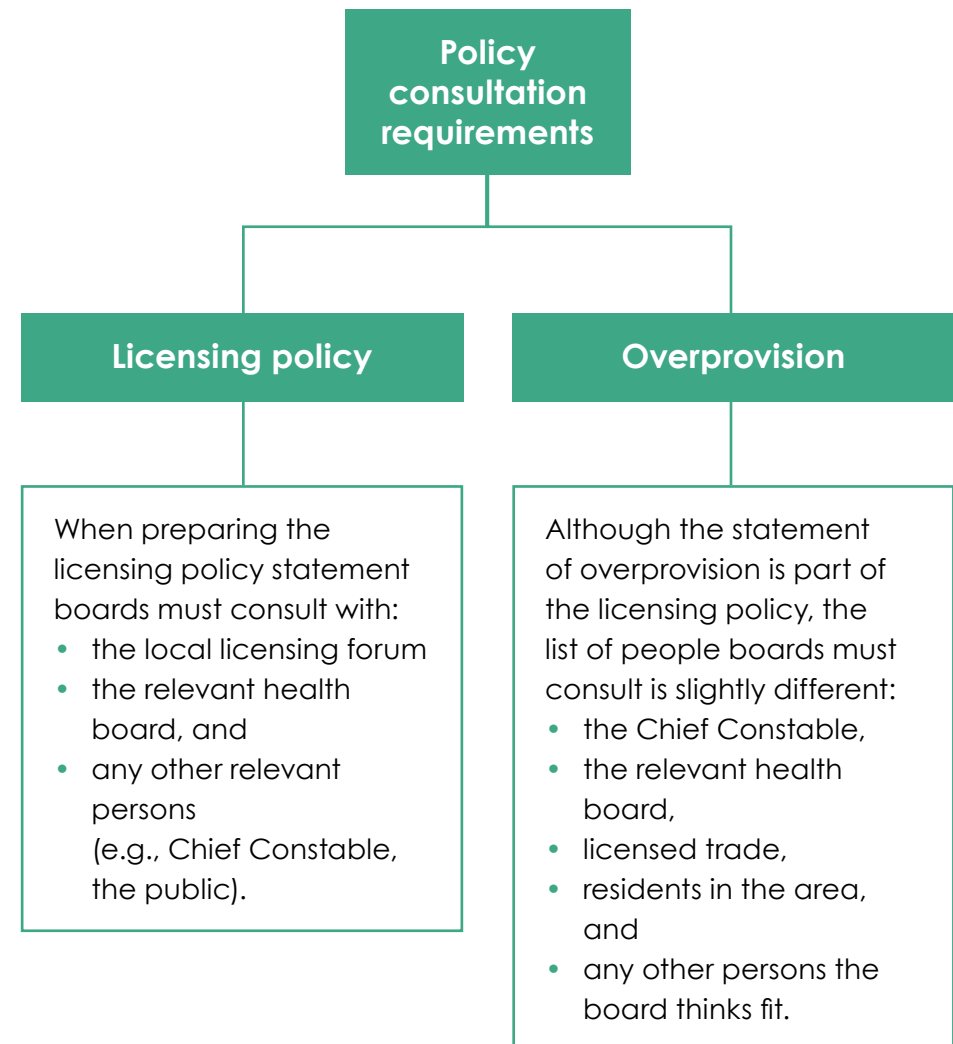 Policy
consultation
requirements
Licensing policy
When preparing the
licensing policy statement
boards must consult with:
• the local licensing forum
• the relevant health
board, and
• any other relevant
persons
(e.g., Chief Constable,
the public).
Overprovision
Although the statement
of overprovision is part of
the licensing policy, the
list of people boards must
consult is slightly different:
• the Chief Constable,
• the relevant health
board,
• licensed trade,
• residents in the area,
and
• any other persons the
board thinks fit.